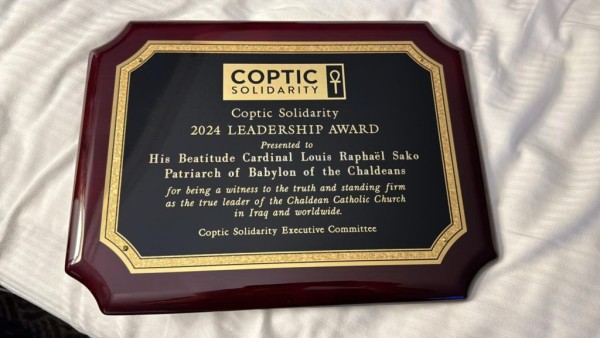 COPTIC
SOLIDARITY
Coptic Solidarity
2024 LEADERSHIP AWARD
Presented to
His Beatitude Cardinal Louis Raphaël Sako
Patriarch of Babylon of the Chaldeans
for being a witness to the truth and standing firm
as the true leader of the Chaldean Catholic Church
in Iraq and worldwide.
Coptic Solidarity Executive Committee